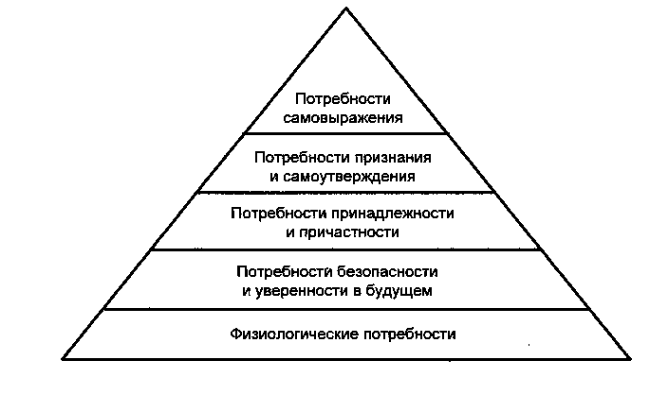 Потребности
самовыражения
Потребности признания
и самоутверждения
Потребности принадлежности
и причастности
Потребности безопасности
и уверенности в будущем
Физиологические потребности